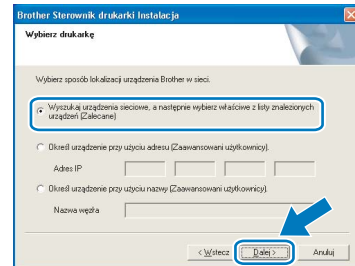 Brother Sterownik drukarki Instalacja
Wybierz drukarkę
Wybierz sposób lokalizacji urządzenia Brother w sieci.
Wyszukaj urządzenia sieciowe, a następnie wybierz właściwe z listy znalezionych
urządzeń (Zalecane)
Określ urządzenie przy użyciu adresu (Zaawansowani użytkownicy).
Adres IP
Określ urządzenie przy użyciu nazwy (Zaawansowani użytkownicy).
Nazwa węzła
< Wstecz Dalej > Anuluj